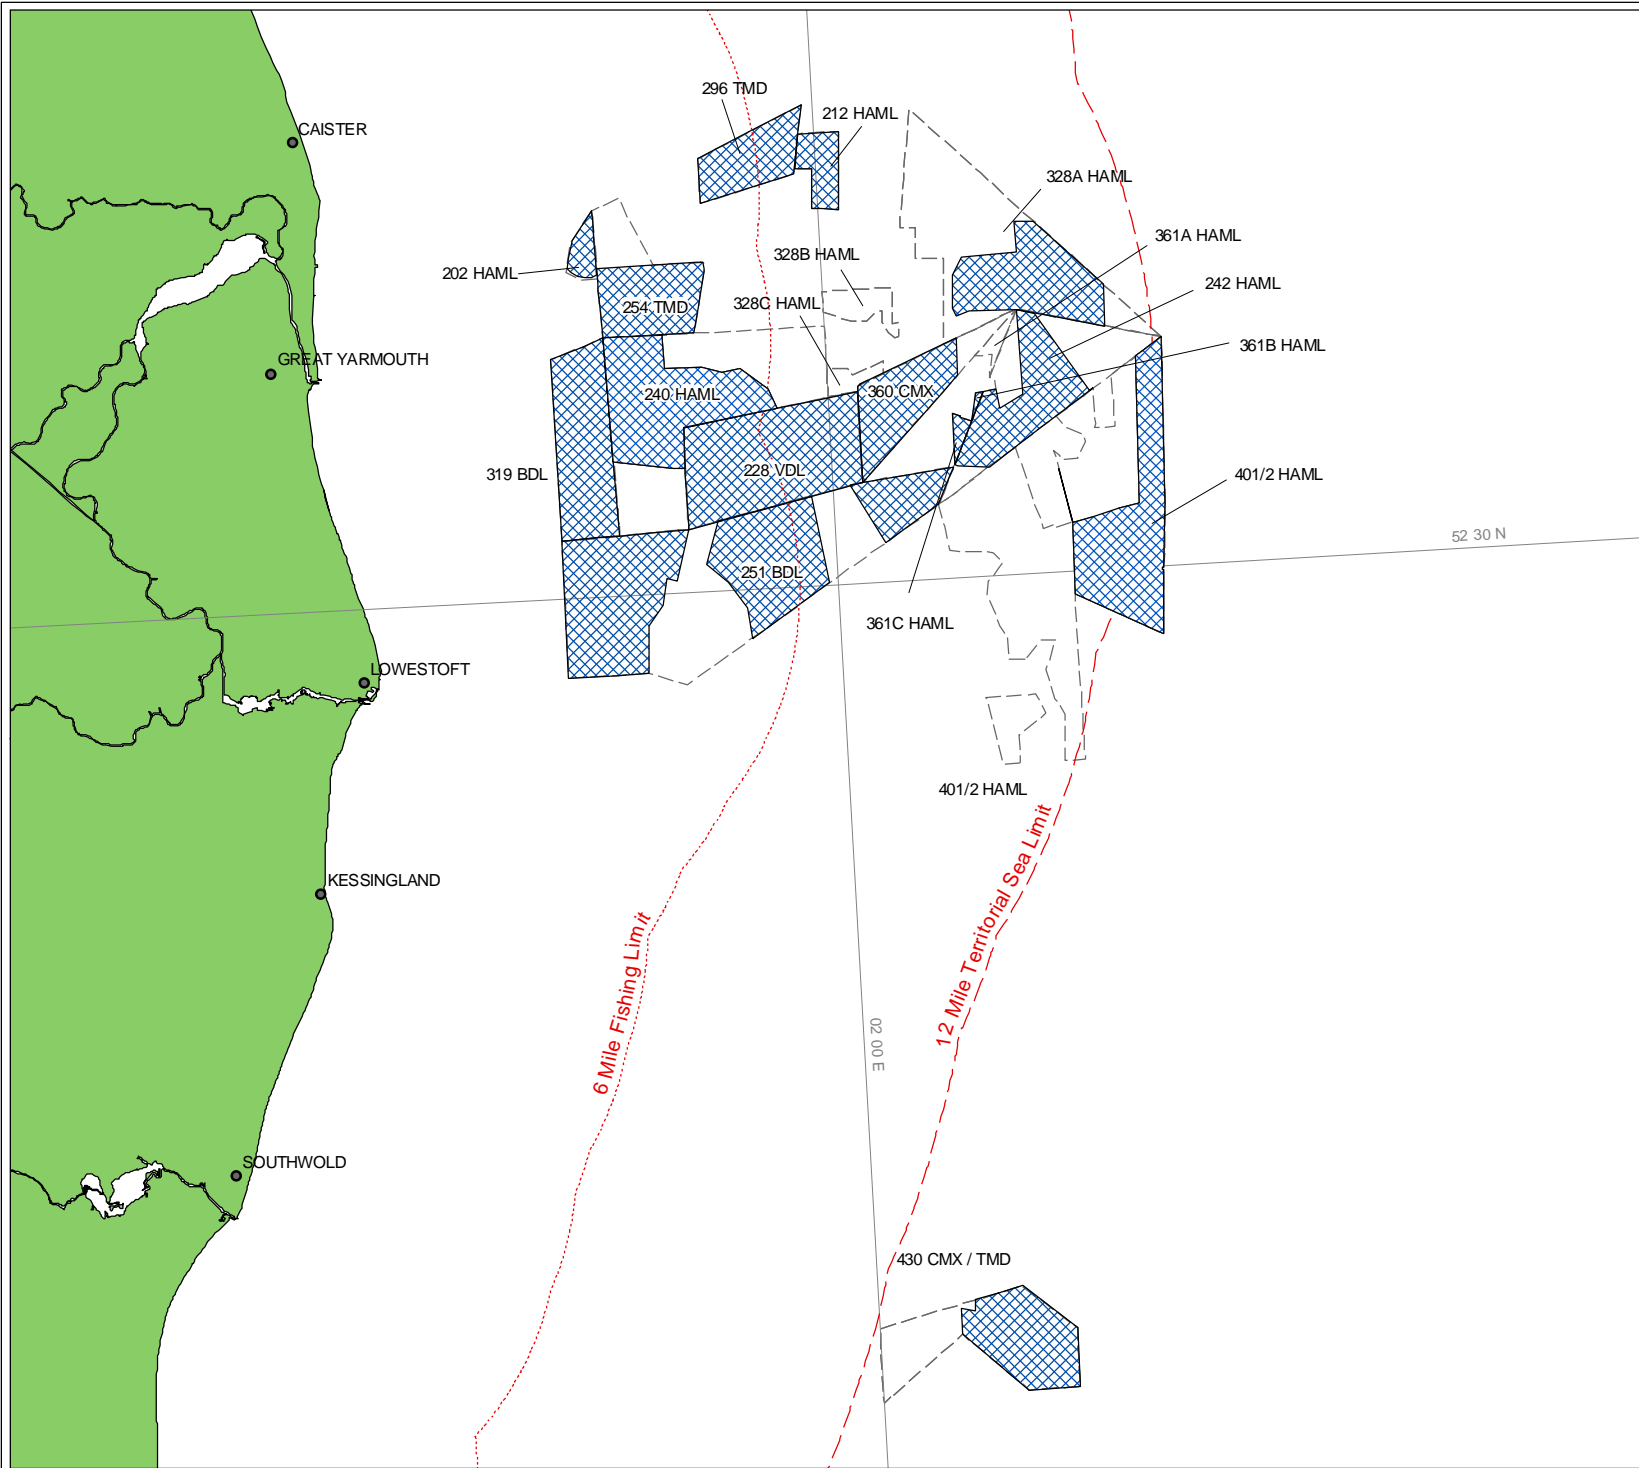 296 TMD
212 HAML
CAISTER
328A HAML
361A HAML
328B HAML
202 HAML
242 HAML
254 TMD
328C HAML
361B HAML
GREAT YARMOUTH
240 HAML
360 CMX
319 BDL
228 VDL
401/2 HAML
52 30 N
251 BDL
361C HAML
LOWESTOFT
401/2 HAML
KESSINGLAND
6 Mile Fishing Limit
12 Mile Territorial Sea Limit
02 00 E
SOUTHWOLD
430 CMX / TMD